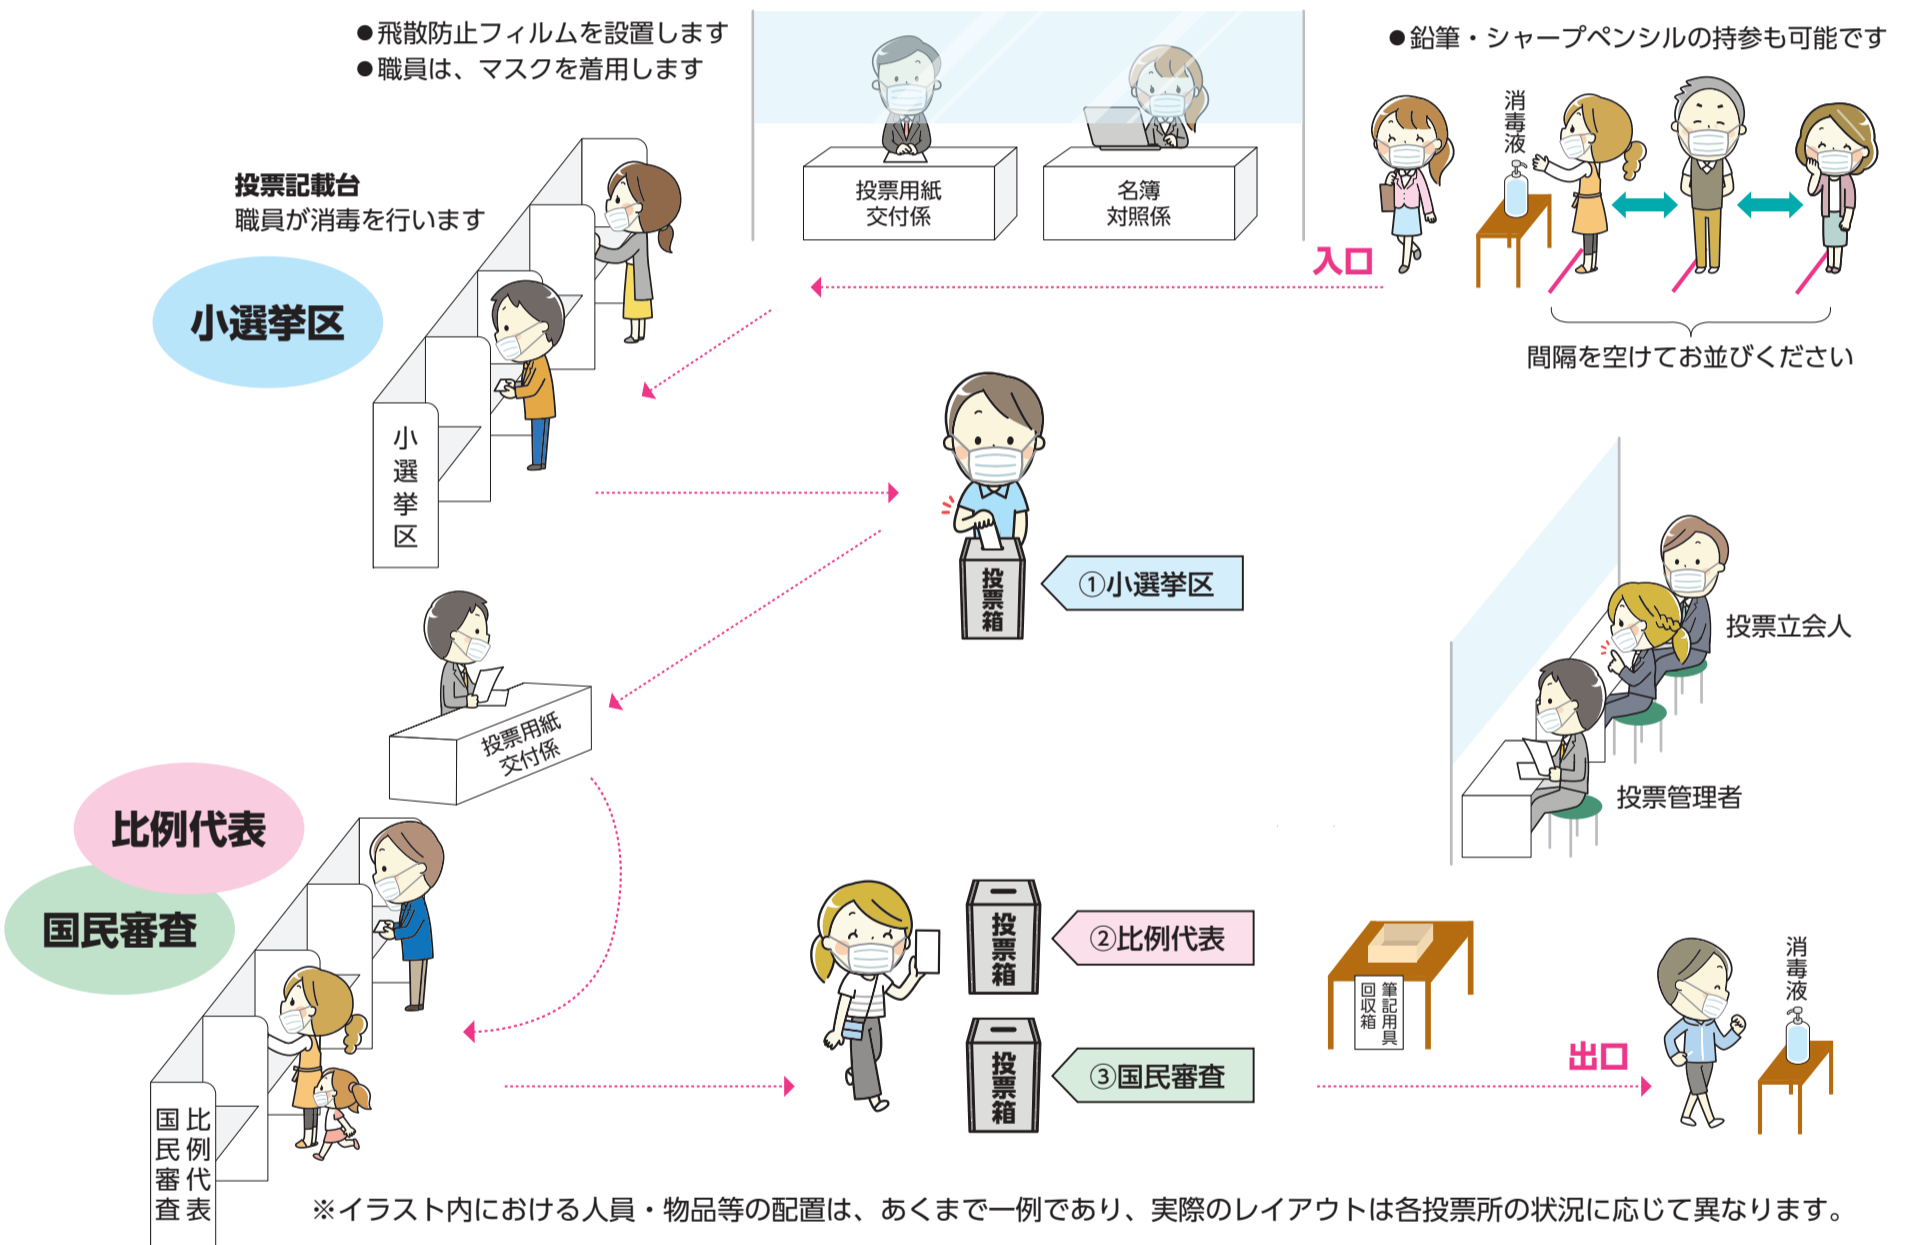 ●飛散防止フィルムを設置します
●職員は、マスクを着用します
●鉛筆・シャープペンシルの持参も可能です
消毒液
投票用紙
交付係
名簿
対照係
入口
間隔を空けてお並びください
投票記載台
職員が消毒を行います
小選挙区
小選挙区
投票箱
①小選挙区
投票立会人
投票管理者
投票用紙
交付係
比例代表
国民審査
比例代表
国民審査
投票箱
②比例代表
投票箱
③国民審査
筆記用具
回収箱
出口
消毒液
※イラスト内における人員・物品等の配置は、あくまで一例であり、実際のレイアウトは各投票所の状況に応じて異なります。